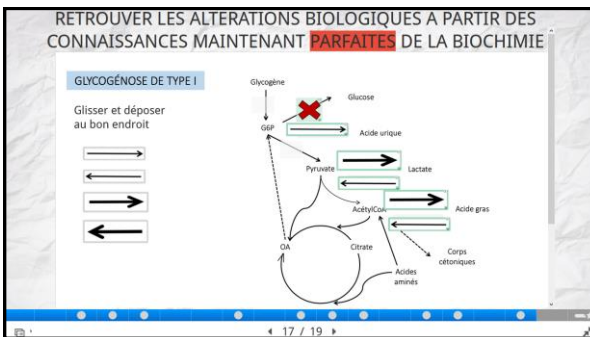 RETROUVER LES ALTERATIONS BIOLOGIQUES A PARTIR DES
CONNAISSANCES MAINTENANT PARFAITES DE LA BIOCHIMIE
GLYCOGÉNOSE DE TYPE I
Glisser et déposer
au bon endroit
Glycogène
Glucose
G6P
Acide urique
Pyruvate
Lactate
AcétylCoA
Acide gras
OA
Citrate
Corps
cétoniques
Acides
aminés
17 / 19